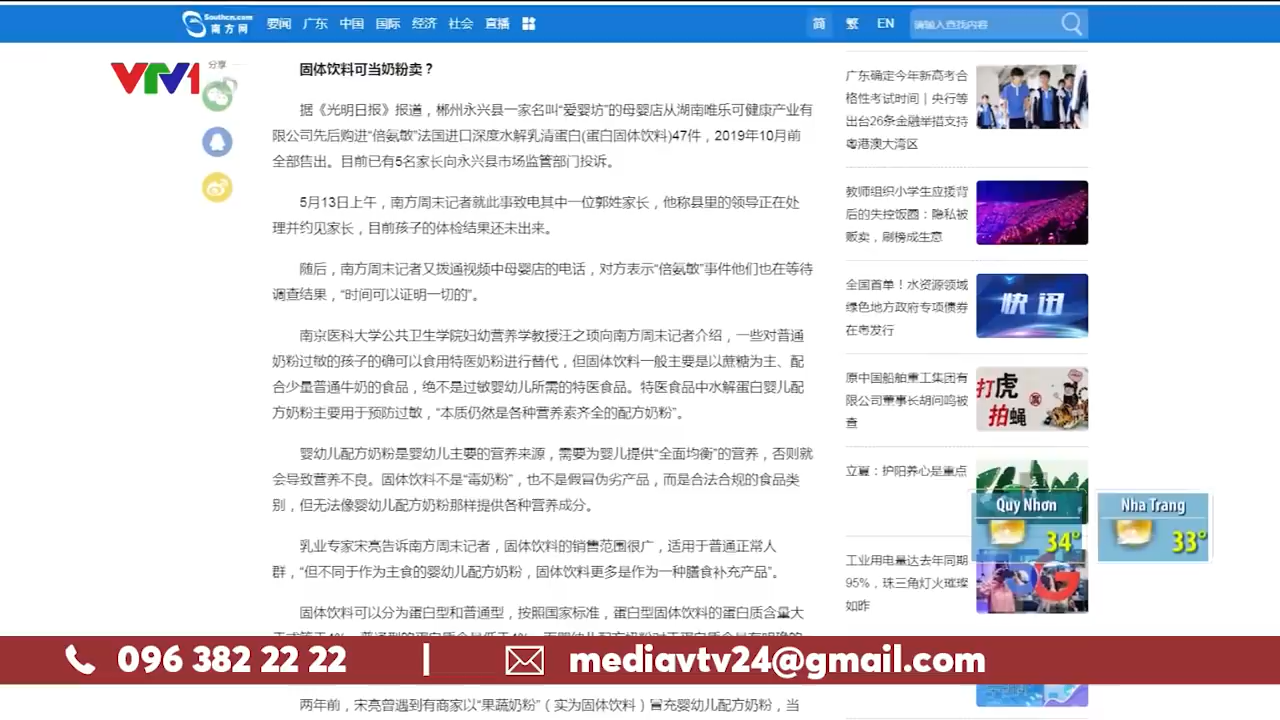 Southcn.com
南方网
要闻 广东 中国 国际 经济 社会 直播
简 繁 EN 请输入查找内容
VTV1
分享
固体饮料可当奶粉卖？
据《光明日报》报道，郴州永兴县一家名叫“爱婴坊”的母婴店从湖南唯乐可健康产业有
限公司先后购进“倍氨敏”法国进口深度水解乳清蛋白(蛋白固体饮料)47件，2019年10月前
全部售出。目前已有5名家长向永兴县市场监管部门投诉。
5月13日上午，南方周末记者就此事致电其中一位郭姓家长，他称县里的领导正在处
理并约见家长，目前孩子的体检结果还未出来。
随后，南方周末记者又拨通视频中母婴店的电话，对方表示“倍氨敏”事件他们也在等待
调查结果，“时间可以证明一切的”。
南京医科大学公共卫生学院妇幼营养学教授汪之顼向南方周末记者介绍，一些对普通
奶粉过敏的孩子的确可以食用特医奶粉进行替代，但固体饮料一般主要是以蔗糖为主、配
合少量普通牛奶的食品，绝不是过敏婴幼儿所需的特医食品。特医食品中水解蛋白婴儿配
方奶粉主要用于预防过敏，“本质仍然是各种营养素齐全的配方奶粉”。
婴幼儿配方奶粉是婴幼儿主要的营养来源，需要为婴儿提供“全面均衡”的营养，否则就
会导致营养不良。固体饮料不是“毒奶粉”，也不是假冒伪劣产品，而是合法合规的食品类
别，但无法像婴幼儿配方奶粉那样提供各种营养成分。
乳业专家宋亮告诉南方周末记者，固体饮料的销售范围很广，适用于普通正常人
群，“但不同于作为主食的婴幼儿配方奶粉，固体饮料更多是作为一种膳食补充产品”。
固体饮料可以分为蛋白型和普通型，按照国家标准，蛋白型固体饮料的蛋白质含量大
两年前，宋亮曾遇到有商家以“果蔬奶粉”（实为固体饮料）冒充婴幼儿配方奶粉，当
广东确定今年新高考合
格性考试时间｜央行等
出台26条金融举措支持
粤港澳大湾区
教师组织小学生应援背
后的失控饭圈：隐私被
贩卖，刷榜成生意
全国首单！水资源领域
绿色地方政府专项债券
在粤发行
快讯
原中国船舶重工集团有
限公司董事长胡问鸣被
查
打虎
拍蝇
立夏：护阳养心是重点
工业用电量达去年同期
95%，珠三角灯火璀璨
如昨
5G
Quy Nhơn
34°
Nha Trang
33°
096 382 22 22 | mediavtv24@gmail.com